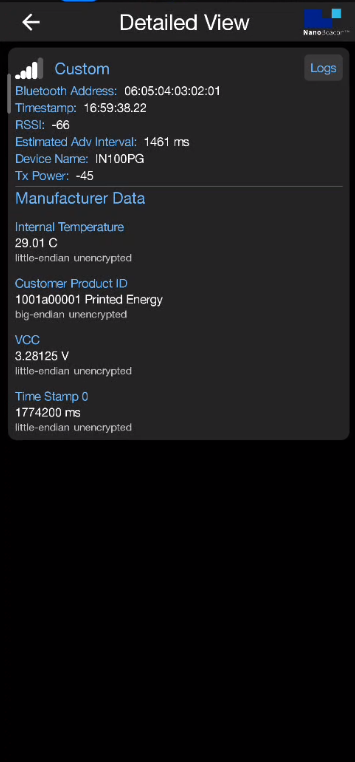 Detailed View
NanoBeacon™
Custom
Logs
Bluetooth Address: 06:05:04:03:02:01
Timestamp: 16:59:38.22
RSSI: -66
Estimated Adv Interval: 1461 ms
Device Name: IN100PG
Tx Power: -45
Manufacturer Data
Internal Temperature
29.01 C
little-endian unencrypted
Customer Product ID
1001a00001 Printed Energy
big-endian unencrypted
VCC
3.28125 V
little-endian unencrypted
Time Stamp 0
1774200 ms
little-endian unencrypted